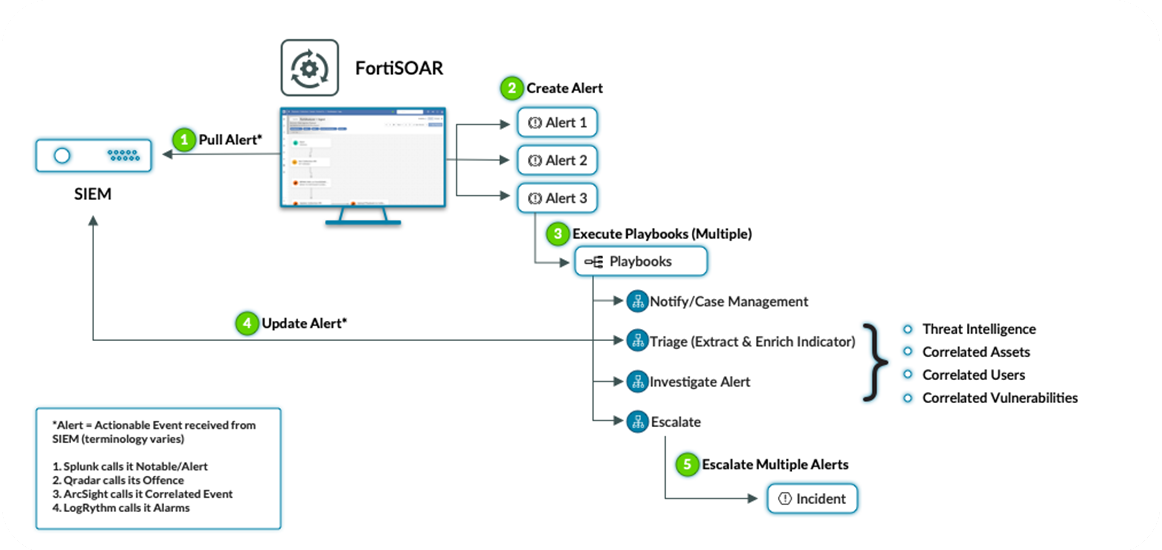 FortiSOAR
2 Create Alert
1 Pull Alert*
Alert 1
Alert 2
Alert 3
SIEM
3 Execute Playbooks (Multiple)
Playbooks
Notify/Case Management
4 Update Alert*
Triage (Extract & Enrich Indicator)
Investigate Alert
Escalate
Threat Intelligence
Correlated Assets
Correlated Users
Correlated Vulnerabilities
5 Escalate Multiple Alerts
Incident
*Alert = Actionable Event received from
SIEM (terminology varies)
1. Splunk calls it Notable/Alert
2. Qradar calls its Offence
3. ArcSight calls it Correlated Event
4. LogRythm calls it Alarms